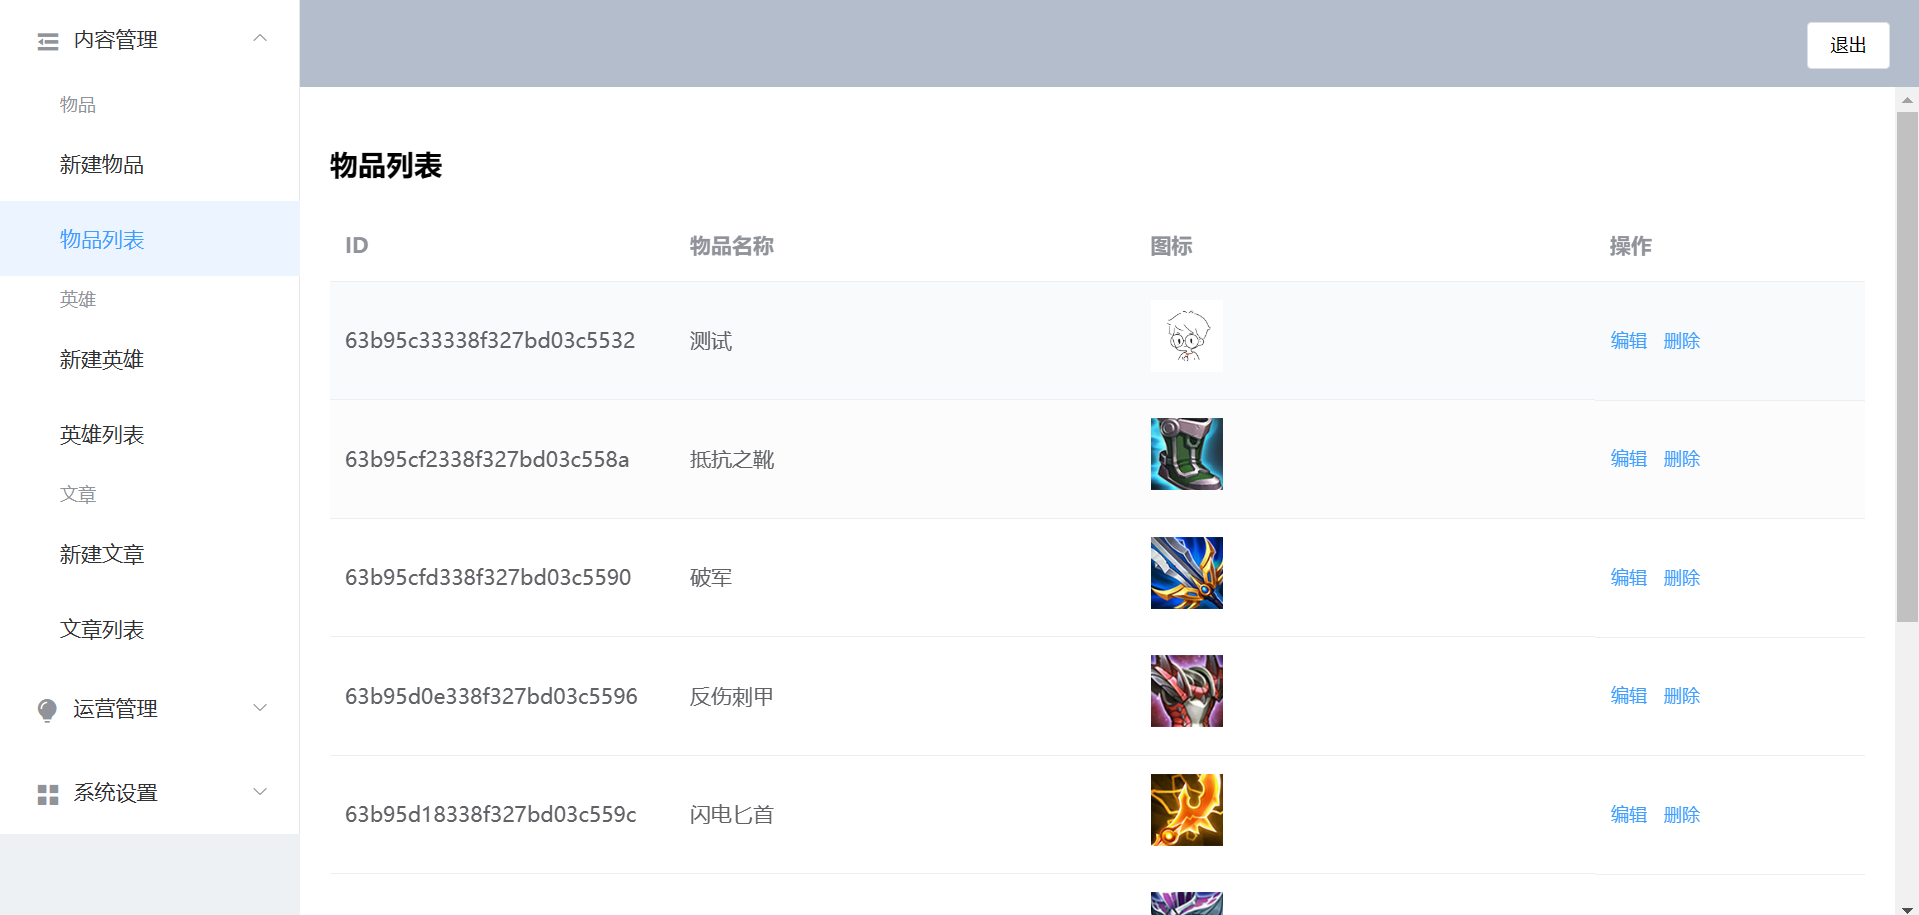 内容管理
物品
新建物品
物品列表
英雄
新建英雄
英雄列表
文章
新建文章
文章列表
运营管理
系统设置
退出
物品列表
ID 物品名称 图标 操作
63b95c33338f327bd03c5532 测试 编辑 删除
63b95cf2338f327bd03c558a 抵抗之靴 编辑 删除
63b95cfd338f327bd03c5590 破军 编辑 删除
63b95d0e338f327bd03c5596 反伤刺甲 编辑 删除
63b95d18338f327bd03c559c 闪电匕首 编辑 删除